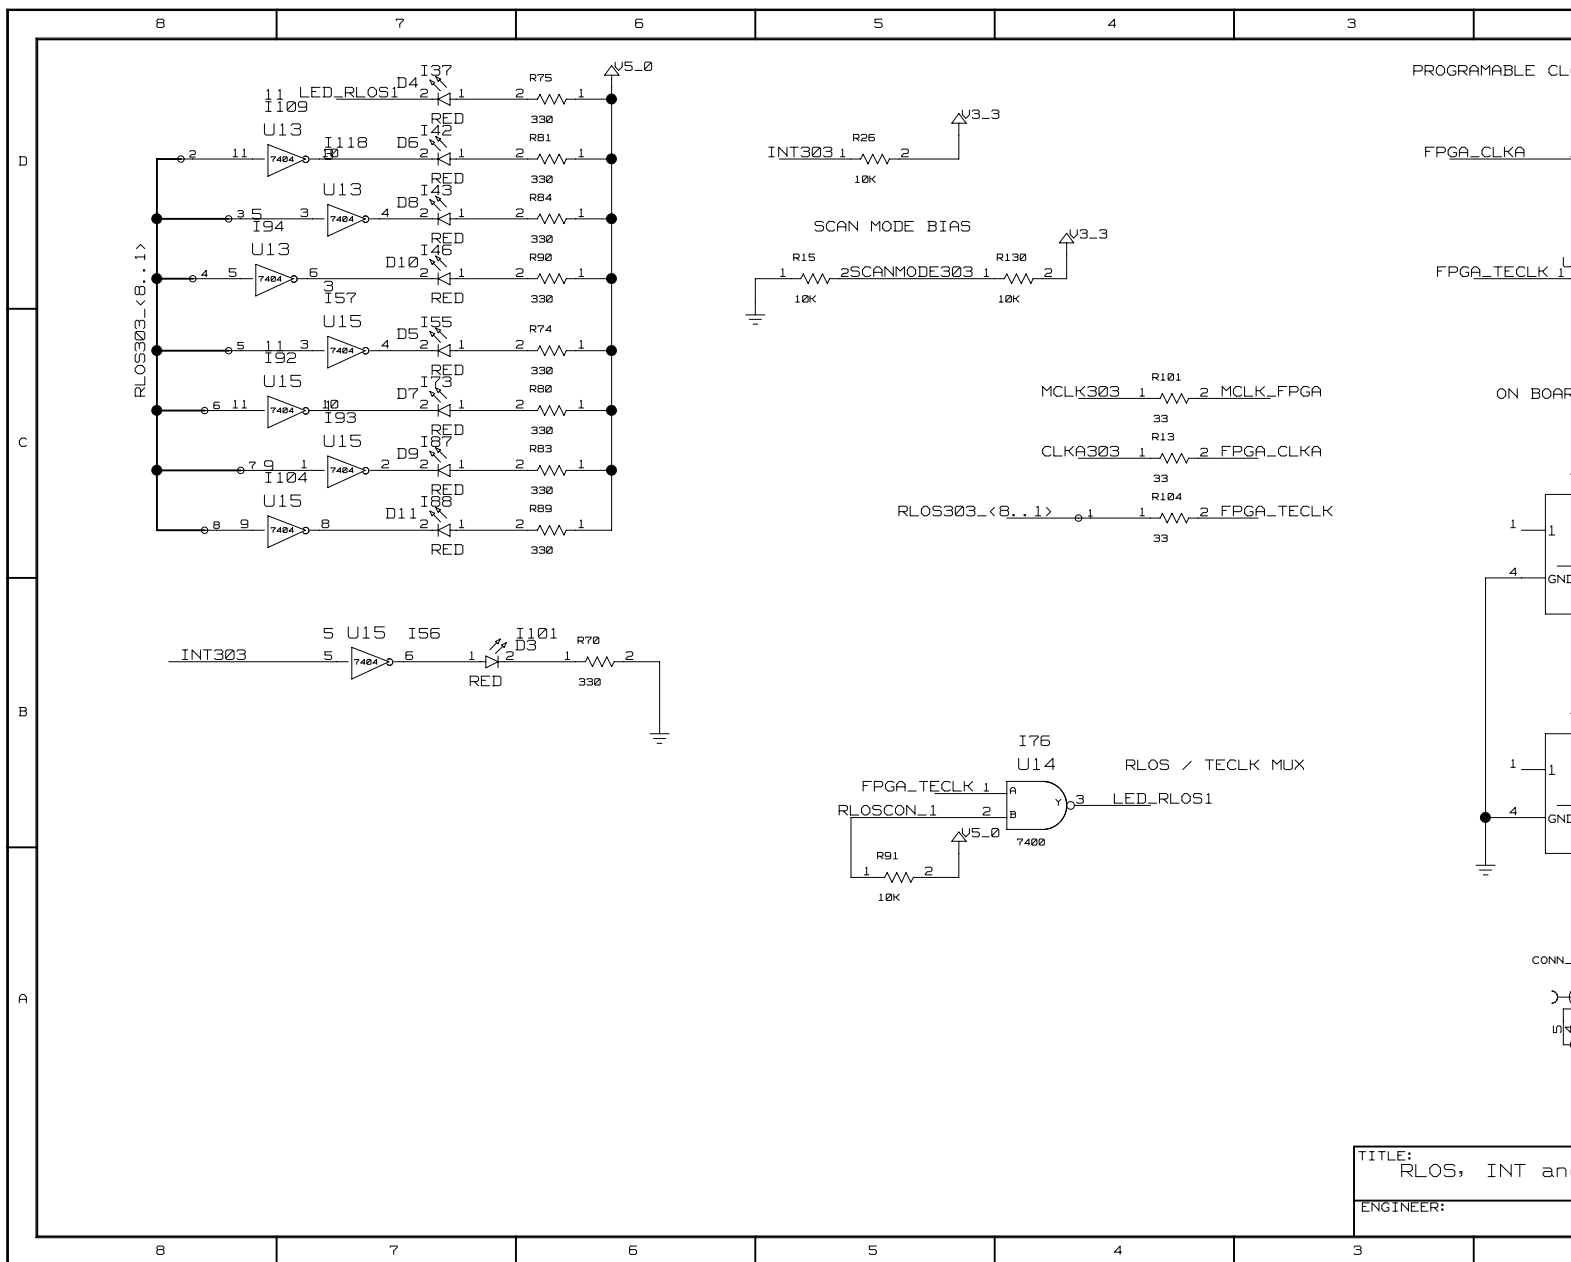 8 7 6 5 4 3
I37 V5_0
D4 R75
PROGRAMABLE CL
11 LED_RLOS1 2 1 2 1
I109
RED 330
V3_3
U13 I118 D6 I42 R81
R26
2 11 7404 10 2 1 2 1
INT303 1 2
D
FPGA_CLKA
RED 330
10K
U13 D8 I43 R84
3 5 3 7404 4 2 1 2 1
I94
SCAN MODE BIAS
RED 330
V3_3
U13 D10 I46 R90
R15 R130
4 5 7404 6 2 1 2 1
1 2 SCANMODE303 1 2
FPGA_TECLK 1
3
I57
RED 330
10K 10K
RLOS303_<8..1>
U15 D5 I55 R74
5 11 3 7404 4 2 1 2 1
I92
RED 330
R101
U15 D7 I73 R80
MCLK303 1 2 MCLK_FPGA
ON BOAR
6 11 7404 10 2 1 2 1
33
I93
RED 330
C
U15 D9 I87 R83
R13
CLKA303 1 2 FPGA_CLKA
7 9 1 7404 2 2 1 2 1
33
I104
RED 330
R104
U15 D11 I88 R89
RLOS303_<8..1> 1 1 2 FPGA_TECLK
8 9 7404 8 2 1 2 1
33
RED 330
1 1
4 GND
5 U15 I56 I101
D3 R70
INT303 5 7404 6 1 2 1 2
RED 330
B
I76
U14 RLOS / TECLK MUX
1 1
FPGA_TECLK 1 A
Y 3 LED_RLOS1
RLOSCON_1 2 B
4 GND
V5_0 7400
R91
1 2
10K
CONN_
A
5 4
TITLE:
RLOS, INT an
ENGINEER:
8 7 6 5 4 3